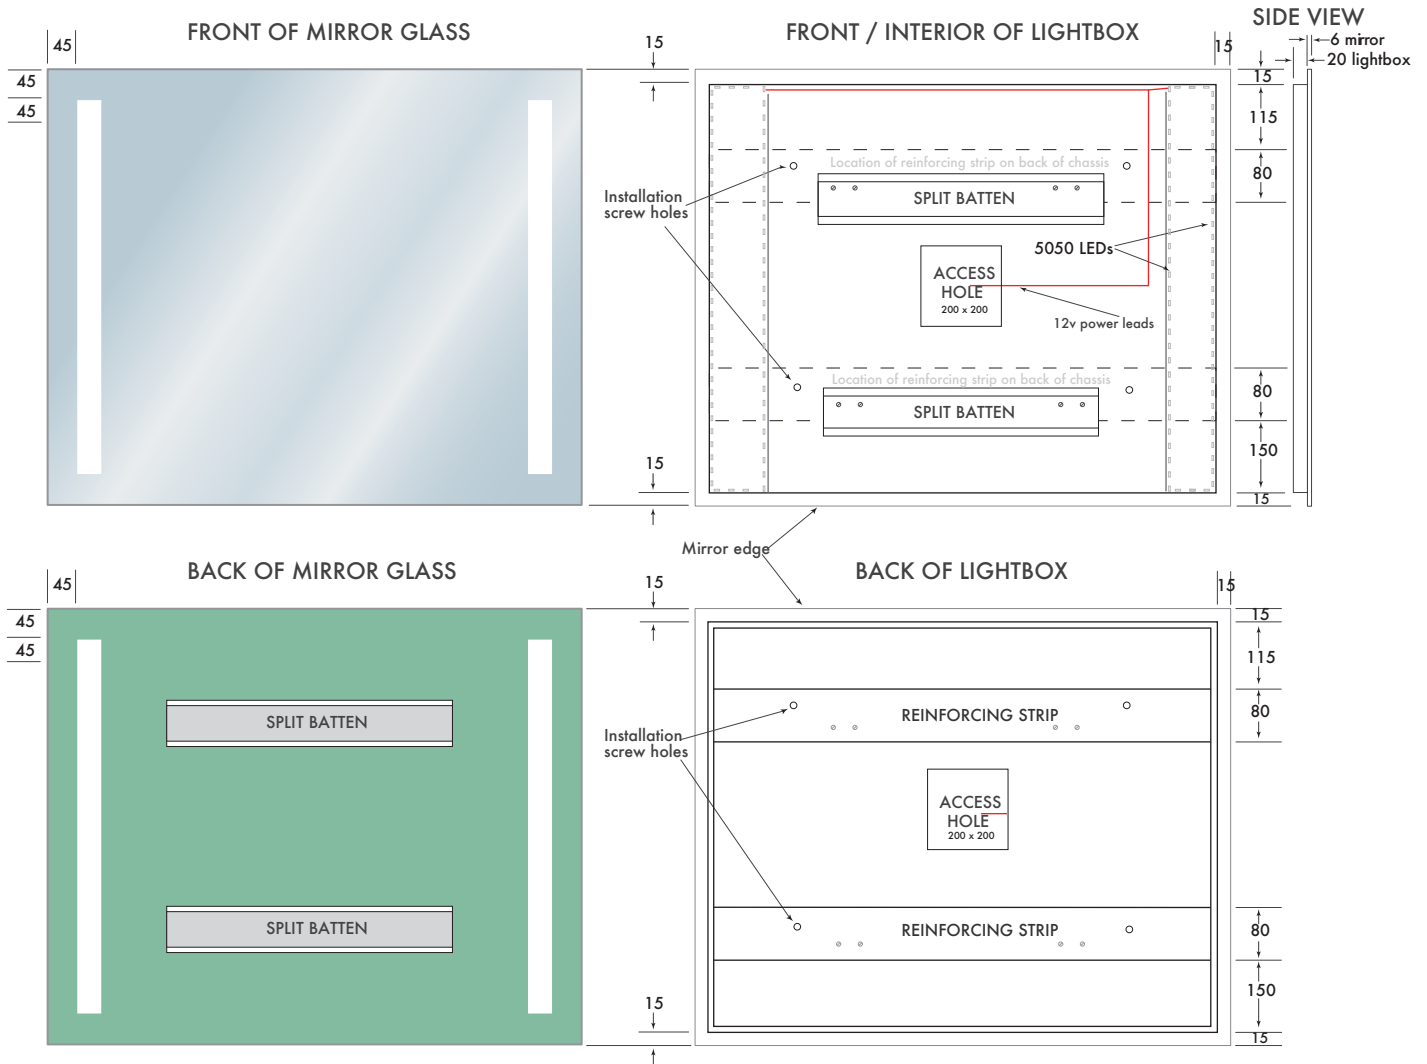 SIDE VIEW
FRONT OF MIRROR GLASS
FRONT / INTERIOR OF LIGHTBOX
45
15
15
6 mirror
20 lightbox
45
45
15
115
Location of reinforcing strip on back of chassis
80
Installation
screw holes
SPLIT BATTEN
5050 LEDs
ACCESS
HOLE
200 x 200
12v power leads
Location of reinforcing strip on back of chassis
80
SPLIT BATTEN
150
15
15
Mirror edge
BACK OF MIRROR GLASS
BACK OF LIGHTBOX
45
15
15
45
45
15
115
SPLIT BATTEN
REINFORCING STRIP
80
Installation
screw holes
ACCESS
HOLE
200 x 200
SPLIT BATTEN
REINFORCING STRIP
80
150
15
15